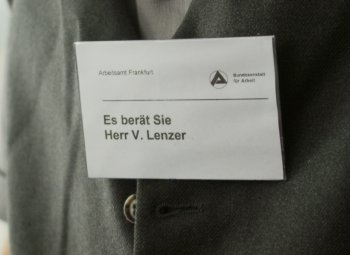 Arbeitsamt Frankfurt
Bundesanstalt
für Arbeit
Es berät Sie
Herr V. Lenzer